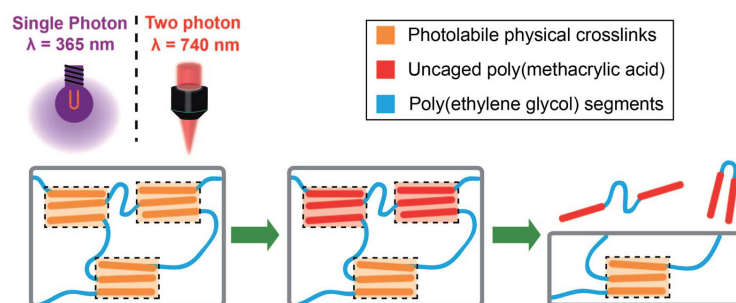 Single Photon
λ = 365 nm
Two photon
λ = 740 nm
Photolabile physical crosslinks
Uncaged poly(methacrylic acid)
Poly(ethylene glycol) segments